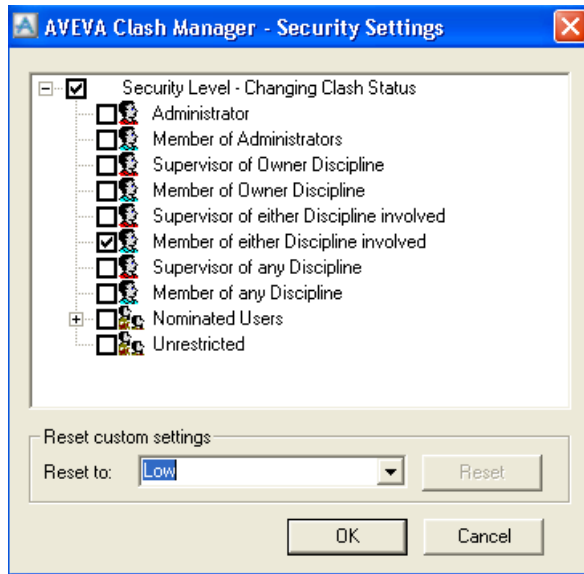 AVEVA Clash Manager - Security Settings
Security Level - Changing Clash Status
Administrator
Member of Administrators
Supervisor of Owner Discipline
Member of Owner Discipline
Supervisor of either Discipline involved
Member of either Discipline involved
Supervisor of any Discipline
Member of any Discipline
Nominated Users
Unrestricted
Reset custom settings
Reset to: Low Reset
OK Cancel